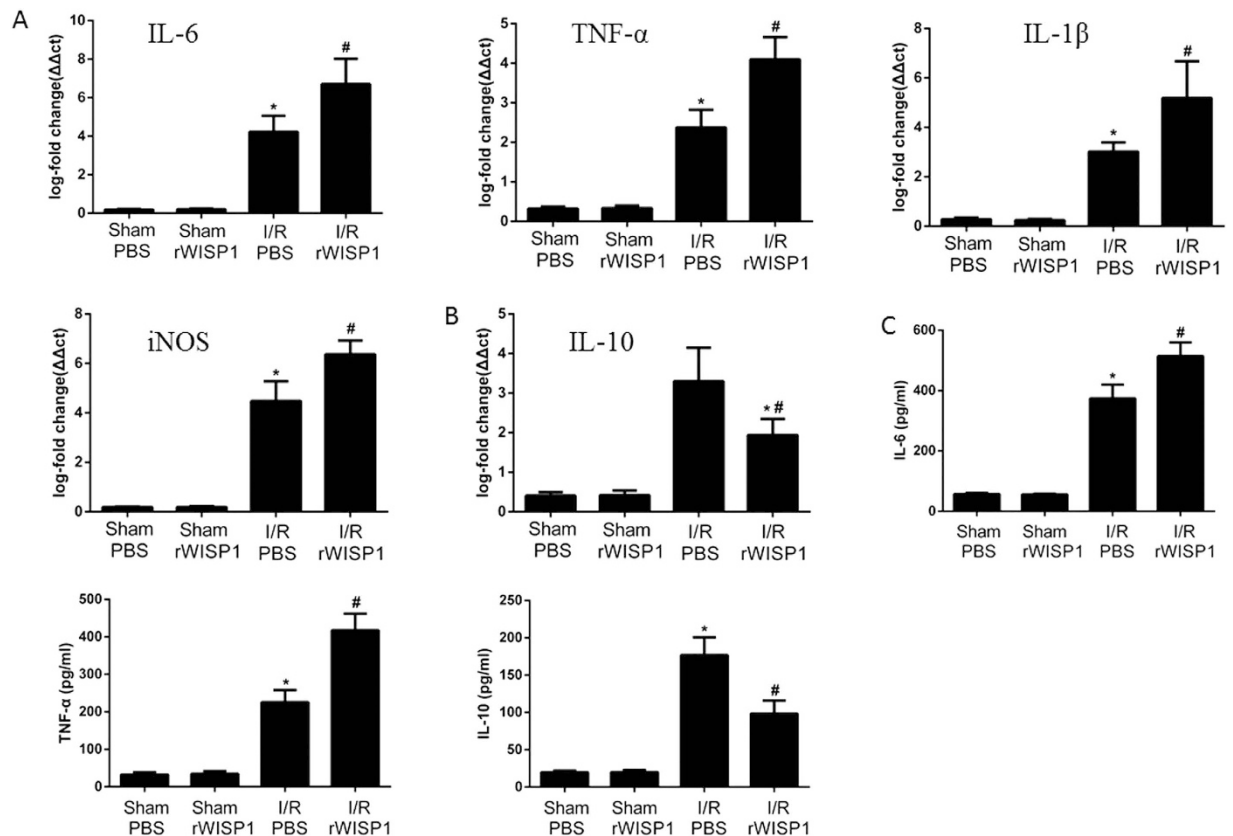 A
IL-6
log-fold change(ΔΔct)
10
8
6
4
2
0
*
#
Sham PBS
Sham rWISP1
I/R PBS
I/R rWISP1
TNF-α
log-fold change(ΔΔct)
5
4
3
2
1
0
*
#
Sham PBS
Sham rWISP1
I/R PBS
I/R rWISP1
IL-1β
log-fold change(ΔΔct)
8
6
4
2
0
*
#
Sham PBS
Sham rWISP1
I/R PBS
I/R rWISP1
iNOS
log-fold change(ΔΔct)
8
6
4
2
0
*
#
Sham PBS
Sham rWISP1
I/R PBS
I/R rWISP1
B
IL-10
log-fold change(ΔΔct)
5
4
3
2
1
0
*#
Sham PBS
Sham rWISP1
I/R PBS
I/R rWISP1
C
IL-6 (pg/ml)
600
400
200
0
*
#
Sham PBS
Sham rWISP1
I/R PBS
I/R rWISP1
TNF-α (pg/ml)
500
400
300
200
100
0
*
#
Sham PBS
Sham rWISP1
I/R PBS
I/R rWISP1
IL-10 (pg/ml)
250
200
150
100
50
0
*
#
Sham PBS
Sham rWISP1
I/R PBS
I/R rWISP1